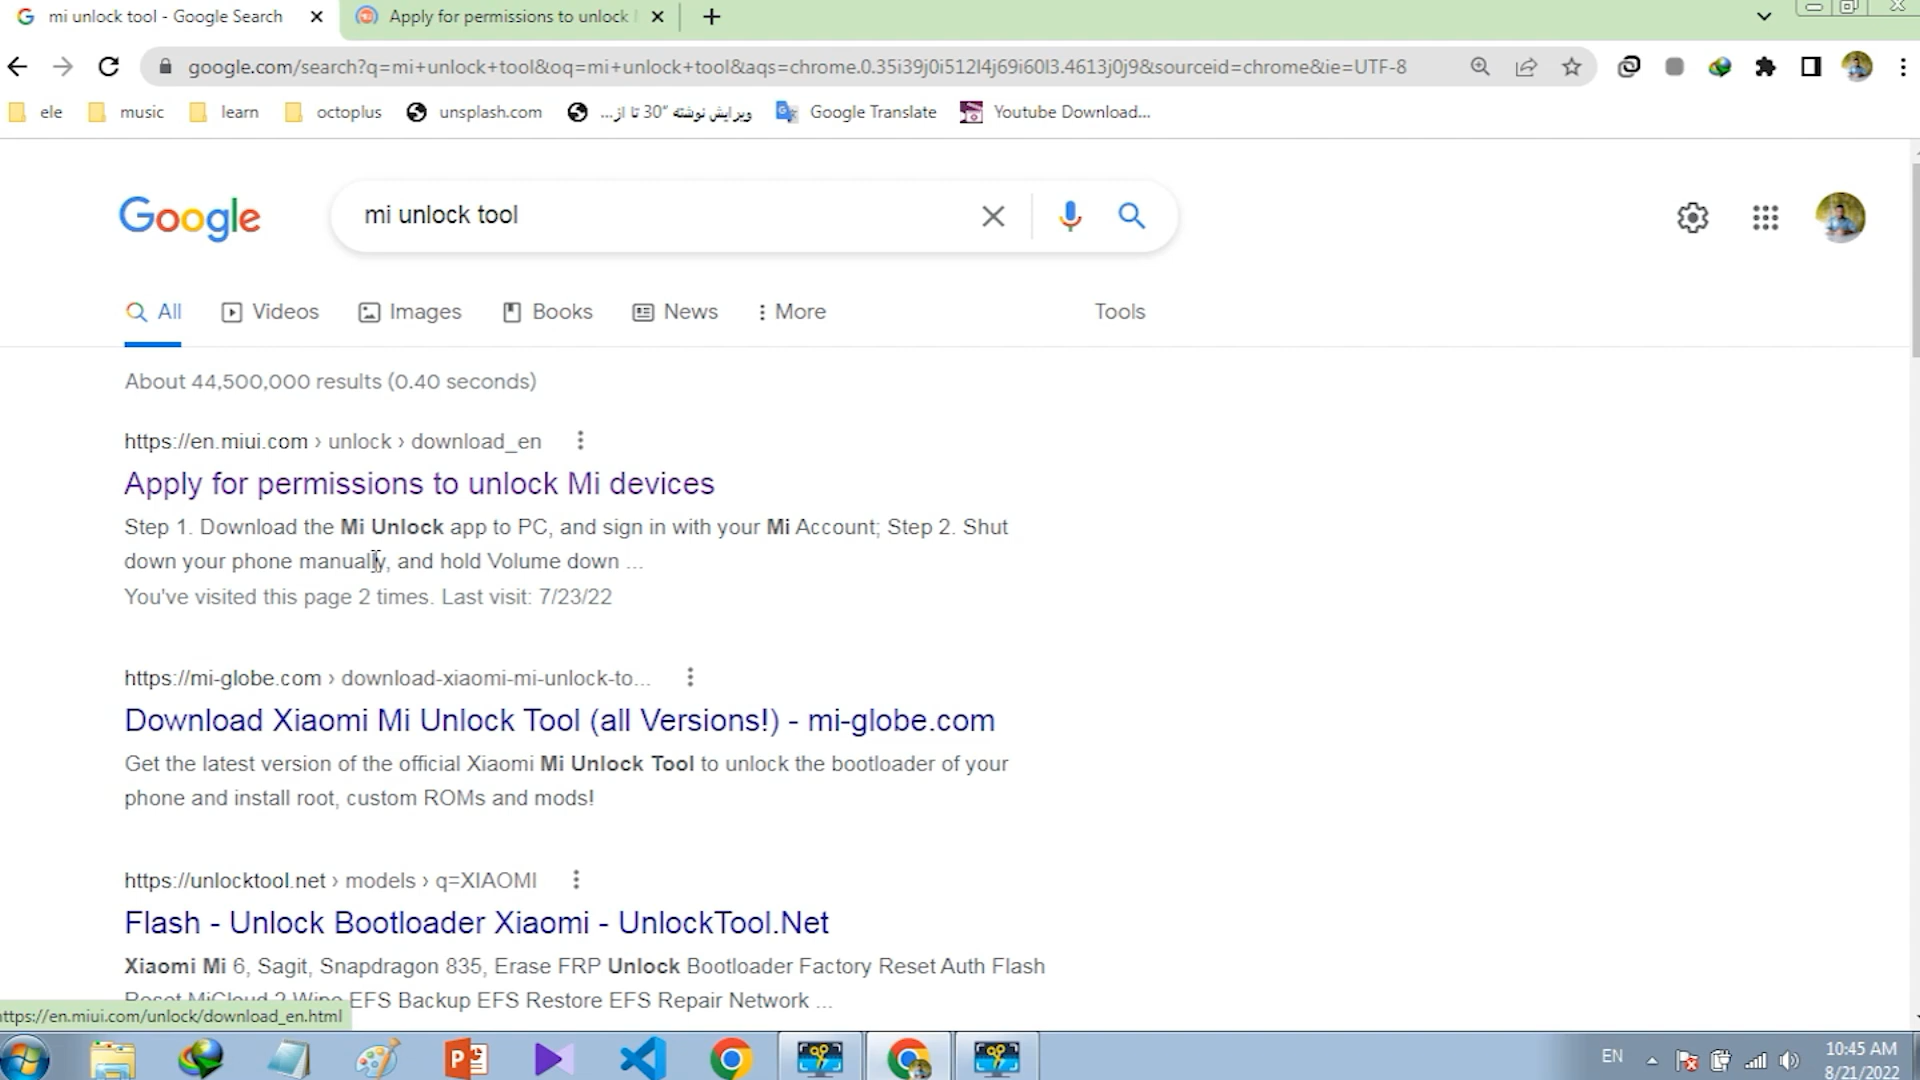 mi unlock tool - Google Search
Apply for permissions to unlock
google.com/search?q=mi+unlock+tool&oq=mi+unlock+tool&aqs=chrome.0.35i39j0i512l4j69i60l3.4613j0j9&sourceid=chrome&ie=UTF-8
ele music learn octoplus unsplash.com ویرایش نوشته “30 تا از... Google Translate Youtube Download...
Google
mi unlock tool
All Videos Images Books News More Tools
About 44,500,000 results (0.40 seconds)
https://en.miui.com › unlock › download_en
Apply for permissions to unlock Mi devices
Step 1. Download the Mi Unlock app to PC, and sign in with your Mi Account; Step 2. Shut
down your phone manually, and hold Volume down ...
You've visited this page 2 times. Last visit: 7/23/22
https://mi-globe.com › download-xiaomi-mi-unlock-to...
Download Xiaomi Mi Unlock Tool (all Versions!) - mi-globe.com
Get the latest version of the official Xiaomi Mi Unlock Tool to unlock the bootloader of your
phone and install root, custom ROMs and mods!
https://unlocktool.net › models › q=XIAOMI
Flash - Unlock Bootloader Xiaomi - UnlockTool.Net
Xiaomi Mi 6, Sagit, Snapdragon 835, Erase FRP Unlock Bootloader Factory Reset Auth Flash
Reset MiCloud 2 Wipe EFS Backup EFS Restore EFS Repair Network ...
https://en.miui.com/unlock/download_en.html
EN
10:45 AM
8/21/2022